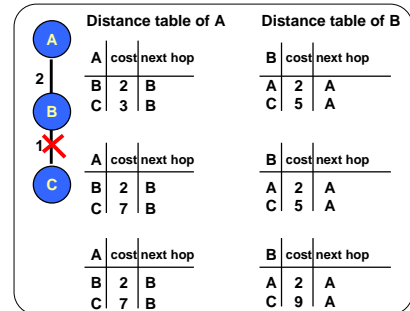 Distance table of A
Distance table of B
A
2
B
1
C
A cost next hop
B 2 B
C 3 B
B cost next hop
A 2 A
C 5 A
A cost next hop
B 2 B
C 7 B
B cost next hop
A 2 A
C 5 A
A cost next hop
B 2 B
C 7 B
B cost next hop
A 2 A
C 9 A